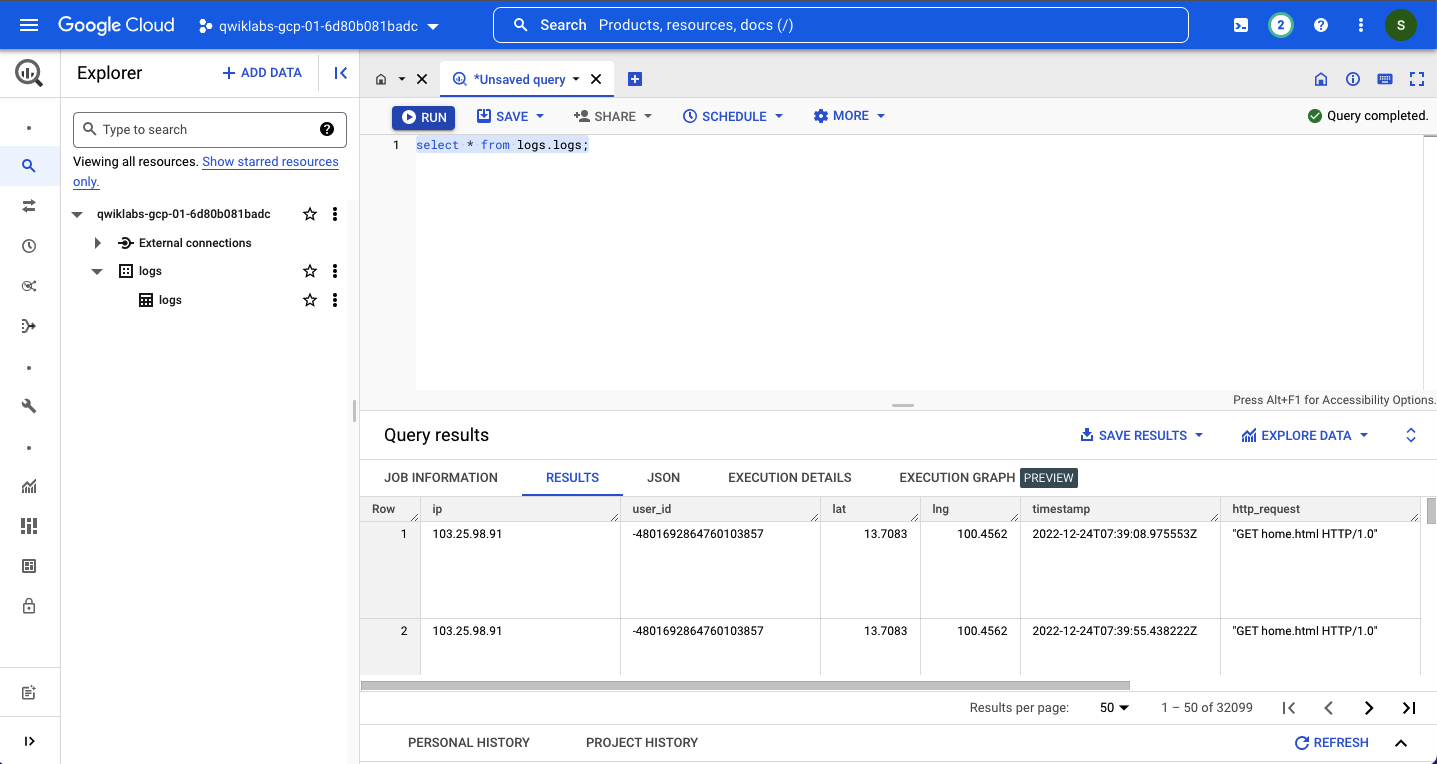 Google Cloud
qwiklabs-gcp-01-6d80b081badc
Search Products, resources, docs (/)
2
S
Explorer
+ ADD DATA
*Unsaved query
Type to search
Viewing all resources. Show starred resources
only.
qwiklabs-gcp-01-6d80b081badc
External connections
logs
logs
RUN
SAVE
SHARE
SCHEDULE
MORE
Query completed.
1 select * from logs.logs;
Press Alt+F1 for Accessibility Options.
Query results
SAVE RESULTS
EXPLORE DATA
JOB INFORMATION
RESULTS
JSON
EXECUTION DETAILS
EXECUTION GRAPH PREVIEW
Row ip user_id lat lng timestamp http_request
1 103.25.98.91 -4801692864760103857 13.7083 100.4562 2022-12-24T07:39:08.975553Z "GET home.html HTTP/1.0"
2 103.25.98.91 -4801692864760103857 13.7083 100.4562 2022-12-24T07:39:55.438222Z "GET home.html HTTP/1.0"
Results per page: 50 1 – 50 of 32099
PERSONAL HISTORY
PROJECT HISTORY
REFRESH